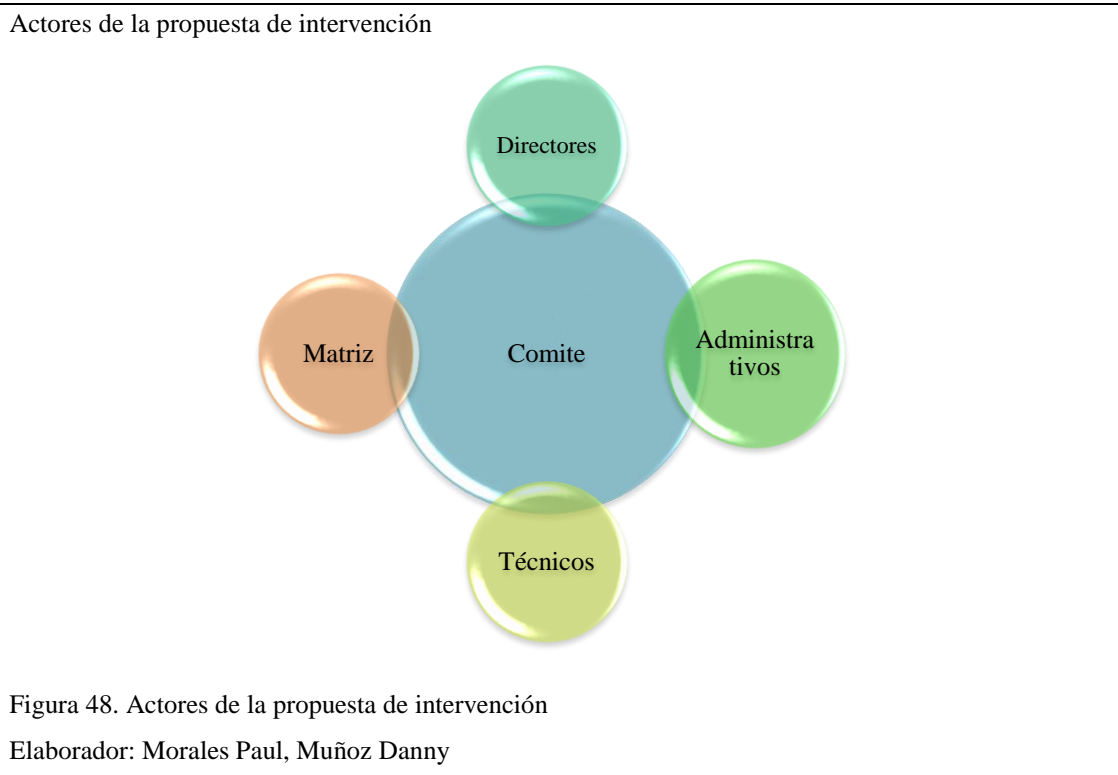 Actores de la propuesta de intervención
Directores
Matriz
Comite
Administra
tivos
Técnicos
Figura 48. Actores de la propuesta de intervención
Elaborador: Morales Paul, Muñoz Danny